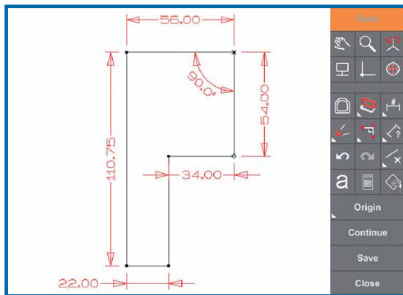 56.00
90.0°
54.00
110.75
34.00
22.00
#
?
a
Origin
Continue
Save
Close